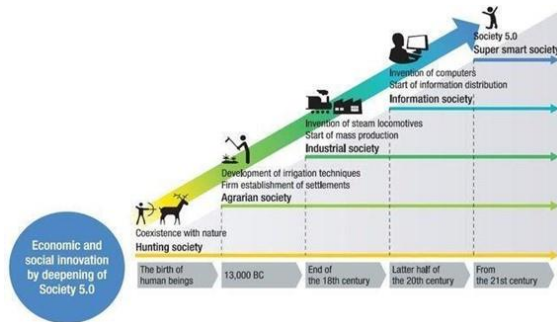 Society 5.0
Super smart society
Invention of computers
Start of information distribution
Information society
Invention of steam locomotives
Start of mass production
Industrial society
Development of irrigation techniques
Firm establishment of settlements
Agrarian society
Coexistence with nature
Hunting society
Economic and
social innovation
by deepening of
Society 5.0
The birth of
human beings
13,000 BC
End of
the 18th century
Latter half of
the 20th century
From
the 21st century